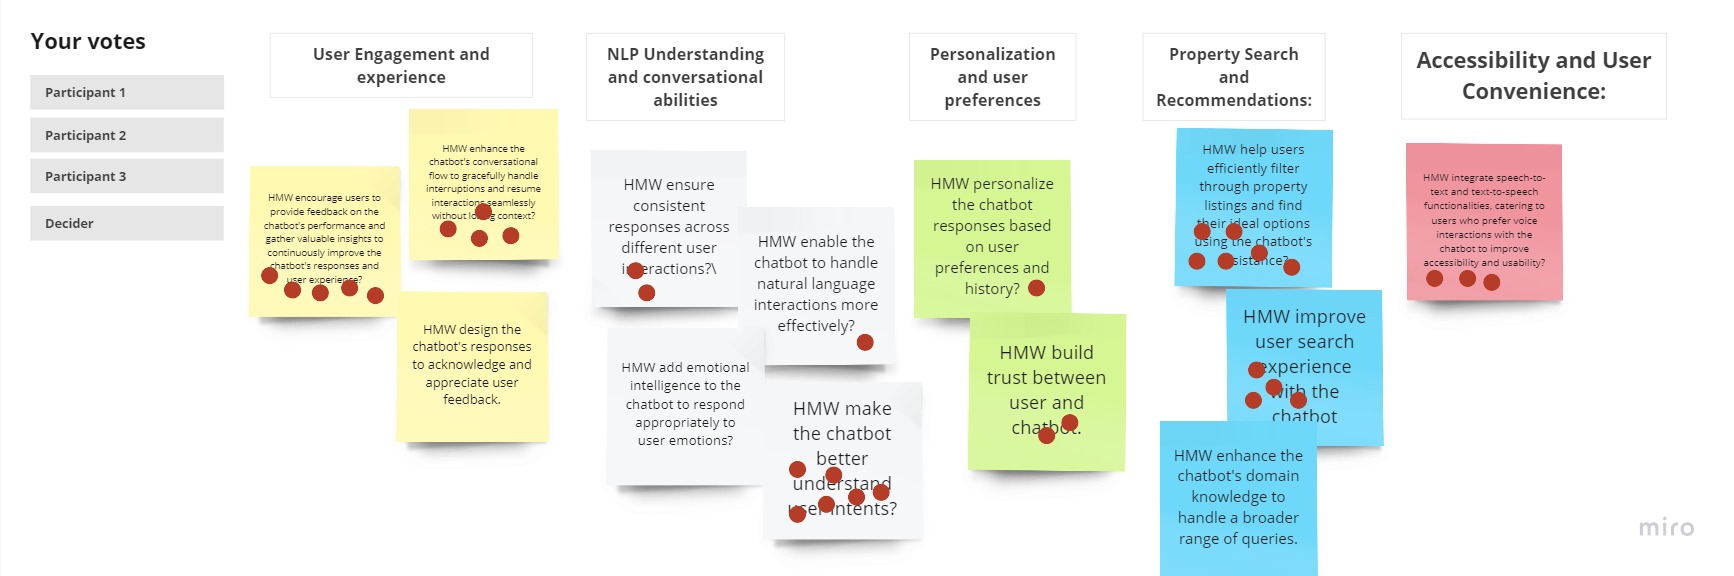 Your votes
Participant 1
Participant 2
Participant 3
Decider
User Engagement and
experience
HMW encourage users to
provide feedback on the
chatbot's performance and
gather valuable insights to
continuously improve the
chatbot's responses and
user experience?
HMW enhance the
chatbot's conversational
flow to gracefully handle
interruptions and resume
interactions seamlessly
without losing context?
HMW design the
chatbot's responses
to acknowledge and
appreciate user
feedback.
NLP Understanding
and conversational
abilities
HMW ensure
consistent
responses across
different user
interactions?\
HMW enable the
chatbot to handle
natural language
interactions more
effectively?
HMW add emotional
intelligence to the
chatbot to respond
appropriately to
user emotions?
HMW make
the chatbot
better
understand
user intents?
Personalization
and user
preferences
HMW personalize
the chatbot
responses based
on user
preferences and
history?
HMW build
trust between
user and
chatbot.
Property Search
and
Recommendations:
HMW help users
efficiently filter
through property
listings and find
their ideal options
using the chatbot's
assistance?
HMW improve
user search
experience
with the
chatbot
HMW enhance the
chatbot's domain
knowledge to
handle a broader
range of queries.
Accessibility and User
Convenience:
HMW integrate speech-to-
text and text-to-speech
functionalities, catering to
users who prefer voice
interactions with the
chatbot to improve
accessibility and usability?
miro